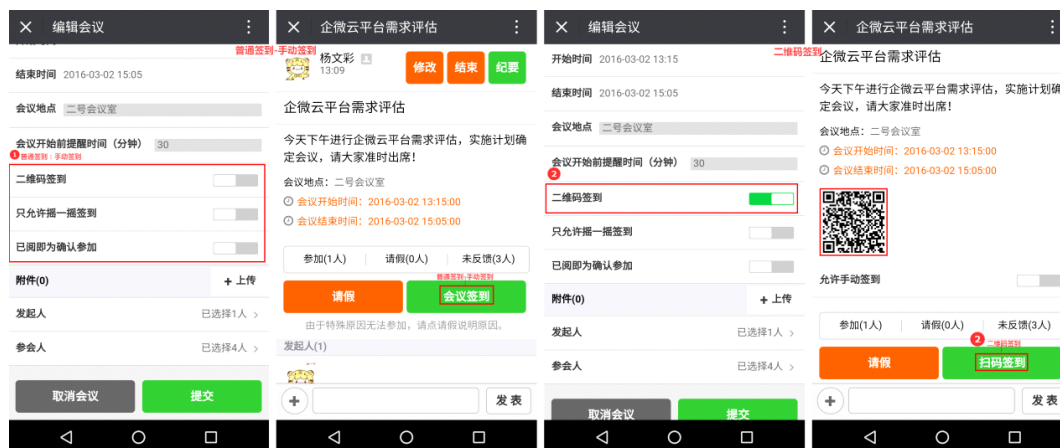 编辑会议
结束时间 2016-03-02 15:05
会议地点 二号会议室
会议开始前提醒时间（分钟） 30
1 普通签到：手动签到
二维码签到
只允许摇一摇签到
已阅即为确认参加
附件(0) + 上传
发起人 已选择1人 >
参会人 已选择4人 >
取消会议 提交
企微云平台需求评估
普通签到-手动签到
杨文彩
13:09
修改 结束 纪要
企微云平台需求评估
今天下午进行企微云平台需求评估，实施计划确
定会议，请大家准时出席！
会议地点：二号会议室
会议开始时间：2016-03-02 13:15:00
会议结束时间：2016-03-02 15:05:00
参加(1人) 请假(0人) 未反馈(3人)
普通签到-手动签到
请假 会议签到
由于特殊原因无法参加，请点请假说明原因。
发起人(1)
+ 发表
编辑会议
开始时间 2016-03-02 13:15
结束时间 2016-03-02 15:05
会议地点 二号会议室
会议开始前提醒时间（分钟） 30
2
二维码签到
只允许摇一摇签到
已阅即为确认参加
附件(0) + 上传
发起人 已选择1人 >
参会人 已选择4人 >
取消会议 提交
企微云平台需求评估
二维码签到
企微云平台需求评估
今天下午进行企微云平台需求评估，实施计划确
定会议，请大家准时出席！
会议地点：二号会议室
会议开始时间：2016-03-02 13:15:00
会议结束时间：2016-03-02 15:05:00
允许手动签到
参加(1人) 请假(0人) 未反馈(3人)
2 二维码签到
请假 扫码签到
+ 发表